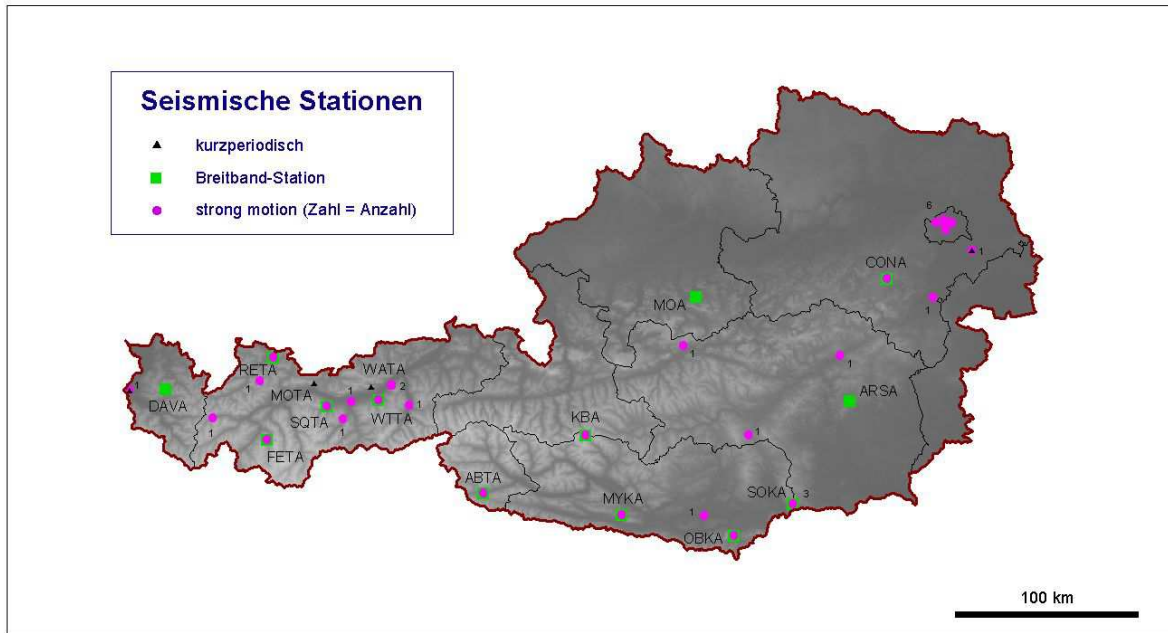 Seismische Stationen
kurzperiodisch
Breitband-Station
strong motion (Zahl = Anzahl)
6
1
CONA
MOA
1
1
1
RETA
WATA
1
MOTA
1
2
1
DAVA
SQTA
WTTA
1
ARSA
1
1
KBA
1
FETA
ABTA
MYKA
SOKA
3
1
OBKA
100 km